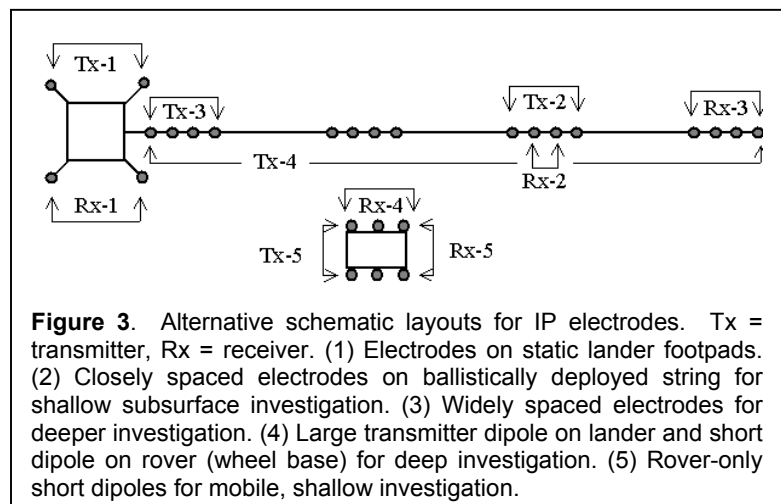 Tx-1
Tx-3
Tx-2
Rx-3
Tx-4
Rx-2
Rx-1
Rx-4
Tx-5
Rx-5
Figure 3. Alternative schematic layouts for IP electrodes. Tx =
transmitter, Rx = receiver. (1) Electrodes on static lander footpads.
(2) Closely spaced electrodes on ballistically deployed string for
shallow subsurface investigation. (3) Widely spaced electrodes for
deeper investigation. (4) Large transmitter dipole on lander and short
dipole on rover (wheel base) for deep investigation. (5) Rover-only
short dipoles for mobile, shallow investigation.